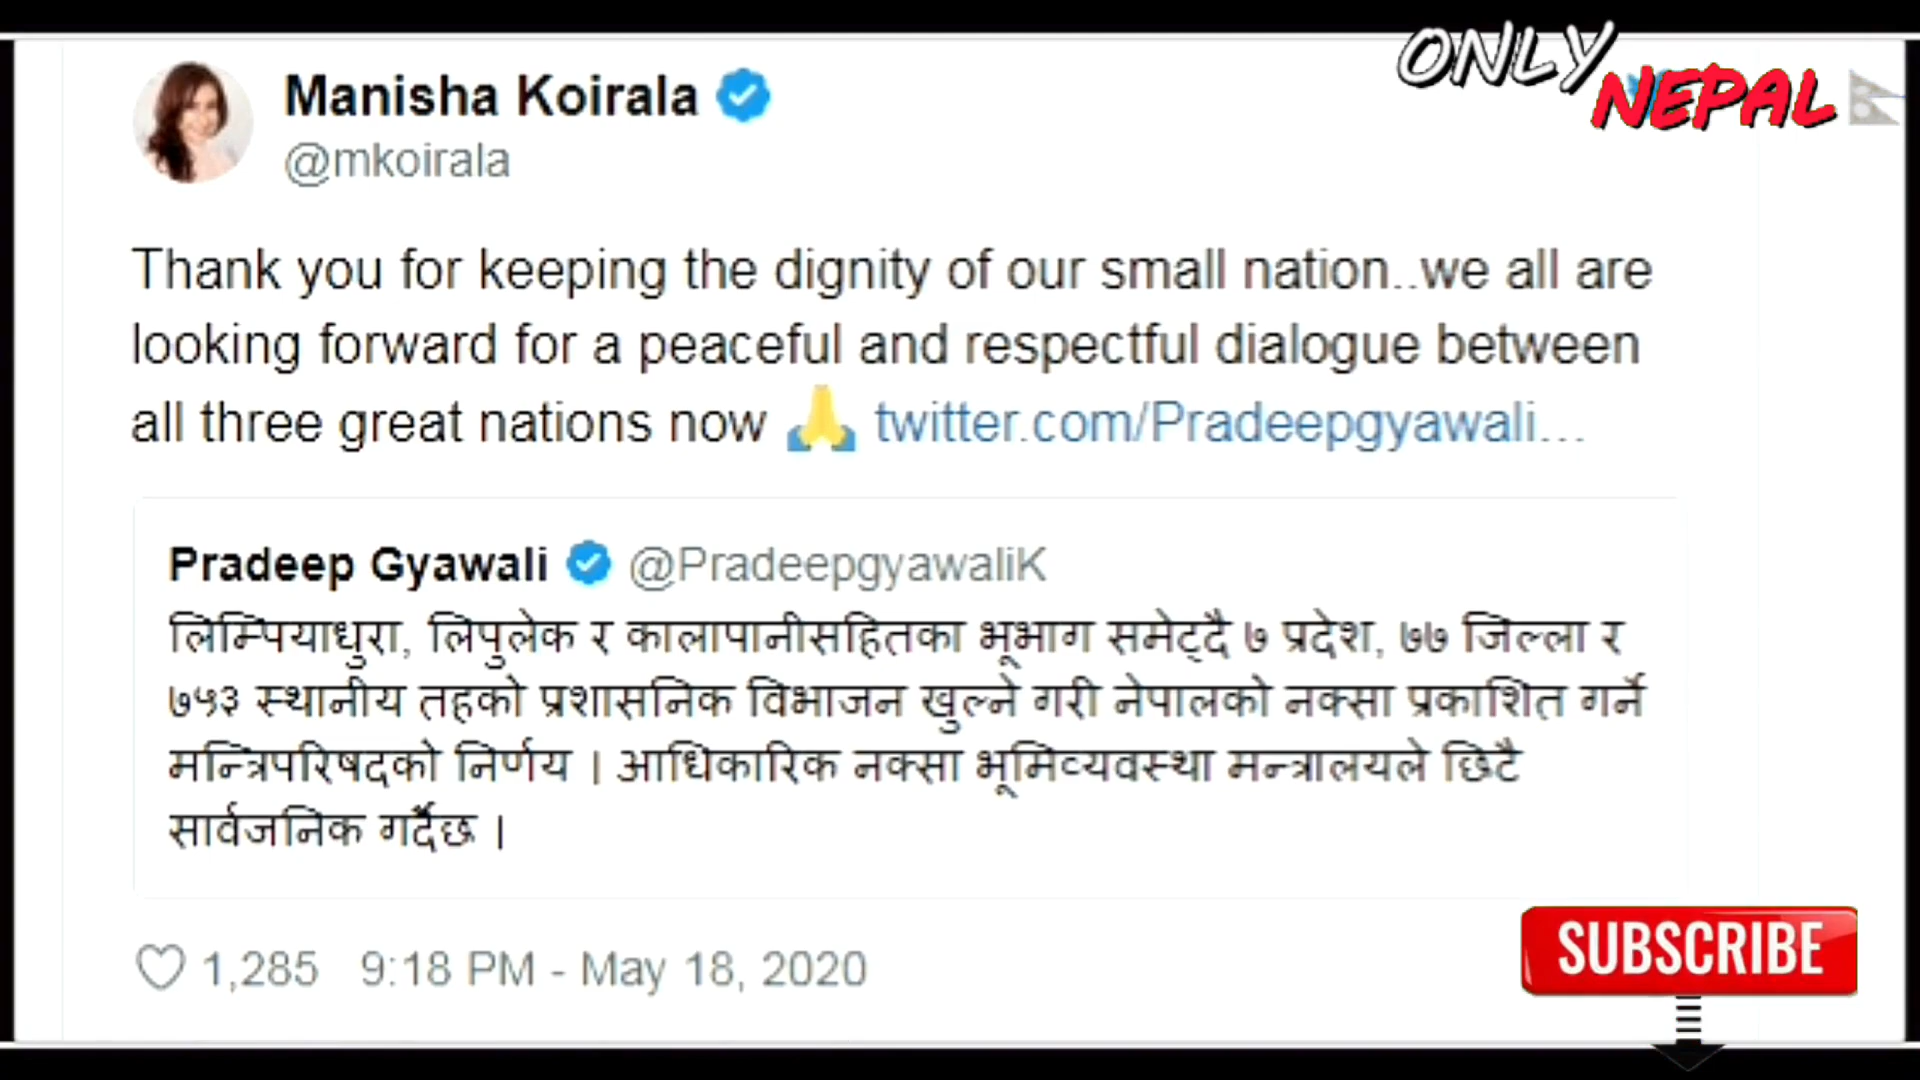 ONLY NEPAL
Manisha Koirala
@mkoirala
Thank you for keeping the dignity of our small nation..we all are
looking forward for a peaceful and respectful dialogue between
all three great nations now 🙏 twitter.com/Pradeepgyawali...
Pradeep Gyawali @PradeepgyawaliK
लिम्पियाधुरा, लिपुलेक र कालापानीसहितका भूभाग समेट्दै ७ प्रदेश, ७७ जिल्ला र
७५३ स्थानीय तहको प्रशासनिक विभाजन खुल्ने गरी नेपालको नक्सा प्रकाशित गर्ने
मन्त्रिपरिषदको निर्णय । आधिकारिक नक्सा भूमिव्यवस्था मन्त्रालयले छिटै
सार्वजनिक गर्दैछ ।
1,285 9:18 PM - May 18, 2020
SUBSCRIBE